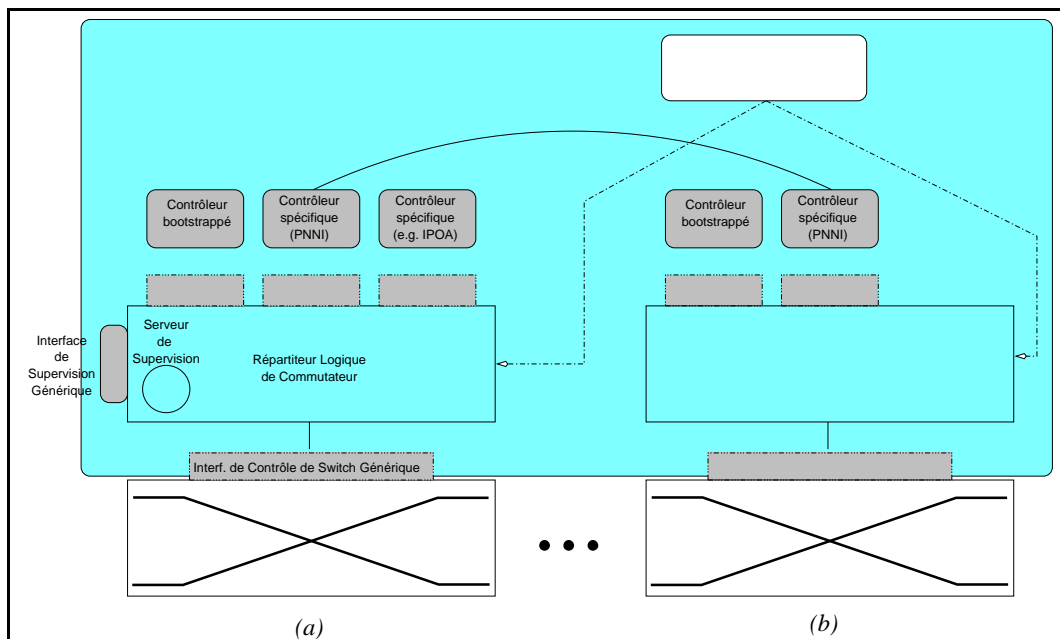 Contrôleur
bootstrappé
Contrôleur
spécifique
(PNNI)
Contrôleur
spécifique
(e.g. IPOA)
Contrôleur
bootstrappé
Contrôleur
spécifique
(PNNI)
Interface
de
Supervision
Générique
Serveur
de
Supervision
Répartiteur Logique
de Commutateur
Interf. de Contrôle de Switch Générique
(a)
(b)